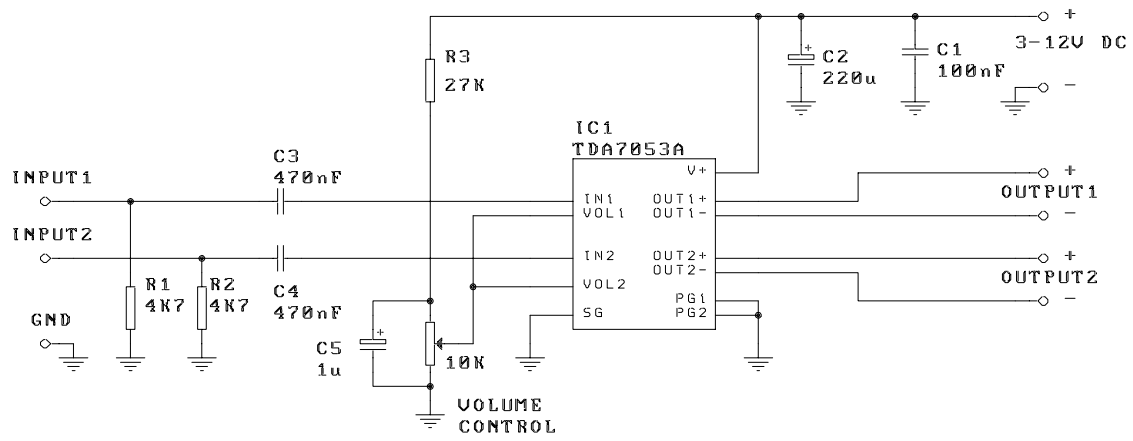 +
3-12V DC
-
R3
27K
C2
220u
C1
100nF
IC1
TDA7053A
V+
IN1
VOL1
IN2
VOL2
SG
OUT1+
OUT1-
OUT2+
OUT2-
PG1
PG2
INPUT1
C3
470nF
INPUT2
C4
470nF
R1
4K7
R2
4K7
GND
+
OUTPUT1
-
+
OUTPUT2
-
+
C5
1u
10K
VOLUME
CONTROL
+